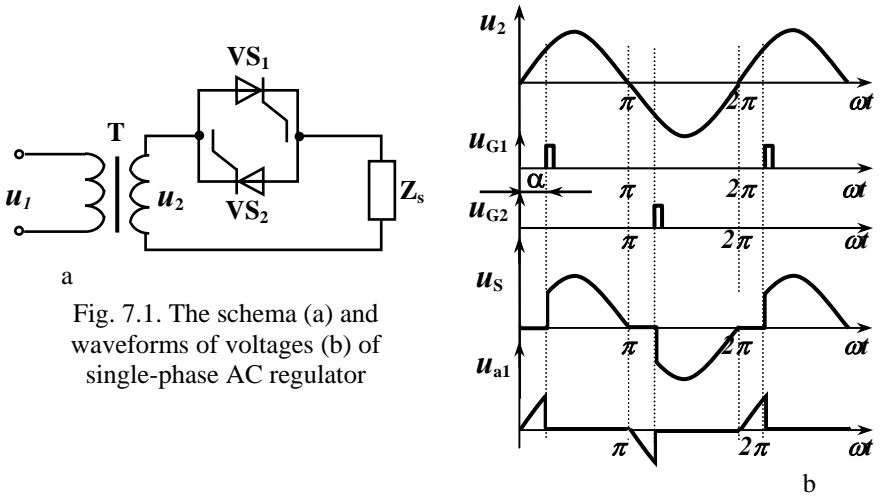 VS₁
T
u₁
u₂
VS₂
Zₛ
a
Fig. 7.1. The schema (a) and
waveforms of voltages (b) of
single-phase AC regulator
u₂
π
2π
ωt
u_G1
α
π
2π
ωt
u_G2
π
2π
ωt
u_S
π
2π
ωt
u_a1
π
2π
ωt
b